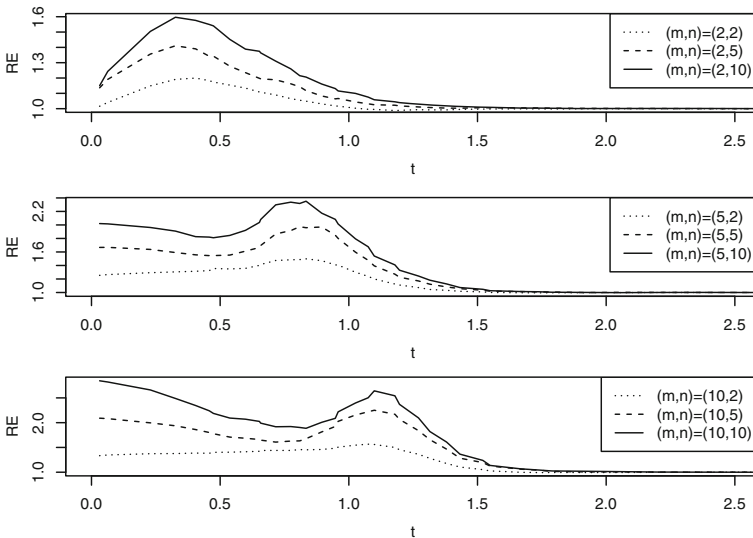 1.6
1.3
1.0
RE
(m,n)=(2,2)
(m,n)=(2,5)
(m,n)=(2,10)
0.0 0.5 1.0 1.5 2.0 2.5
t
2.2
1.6
1.0
RE
(m,n)=(5,2)
(m,n)=(5,5)
(m,n)=(5,10)
0.0 0.5 1.0 1.5 2.0 2.5
t
2.0
1.0
RE
(m,n)=(10,2)
(m,n)=(10,5)
(m,n)=(10,10)
0.0 0.5 1.0 1.5 2.0 2.5
t